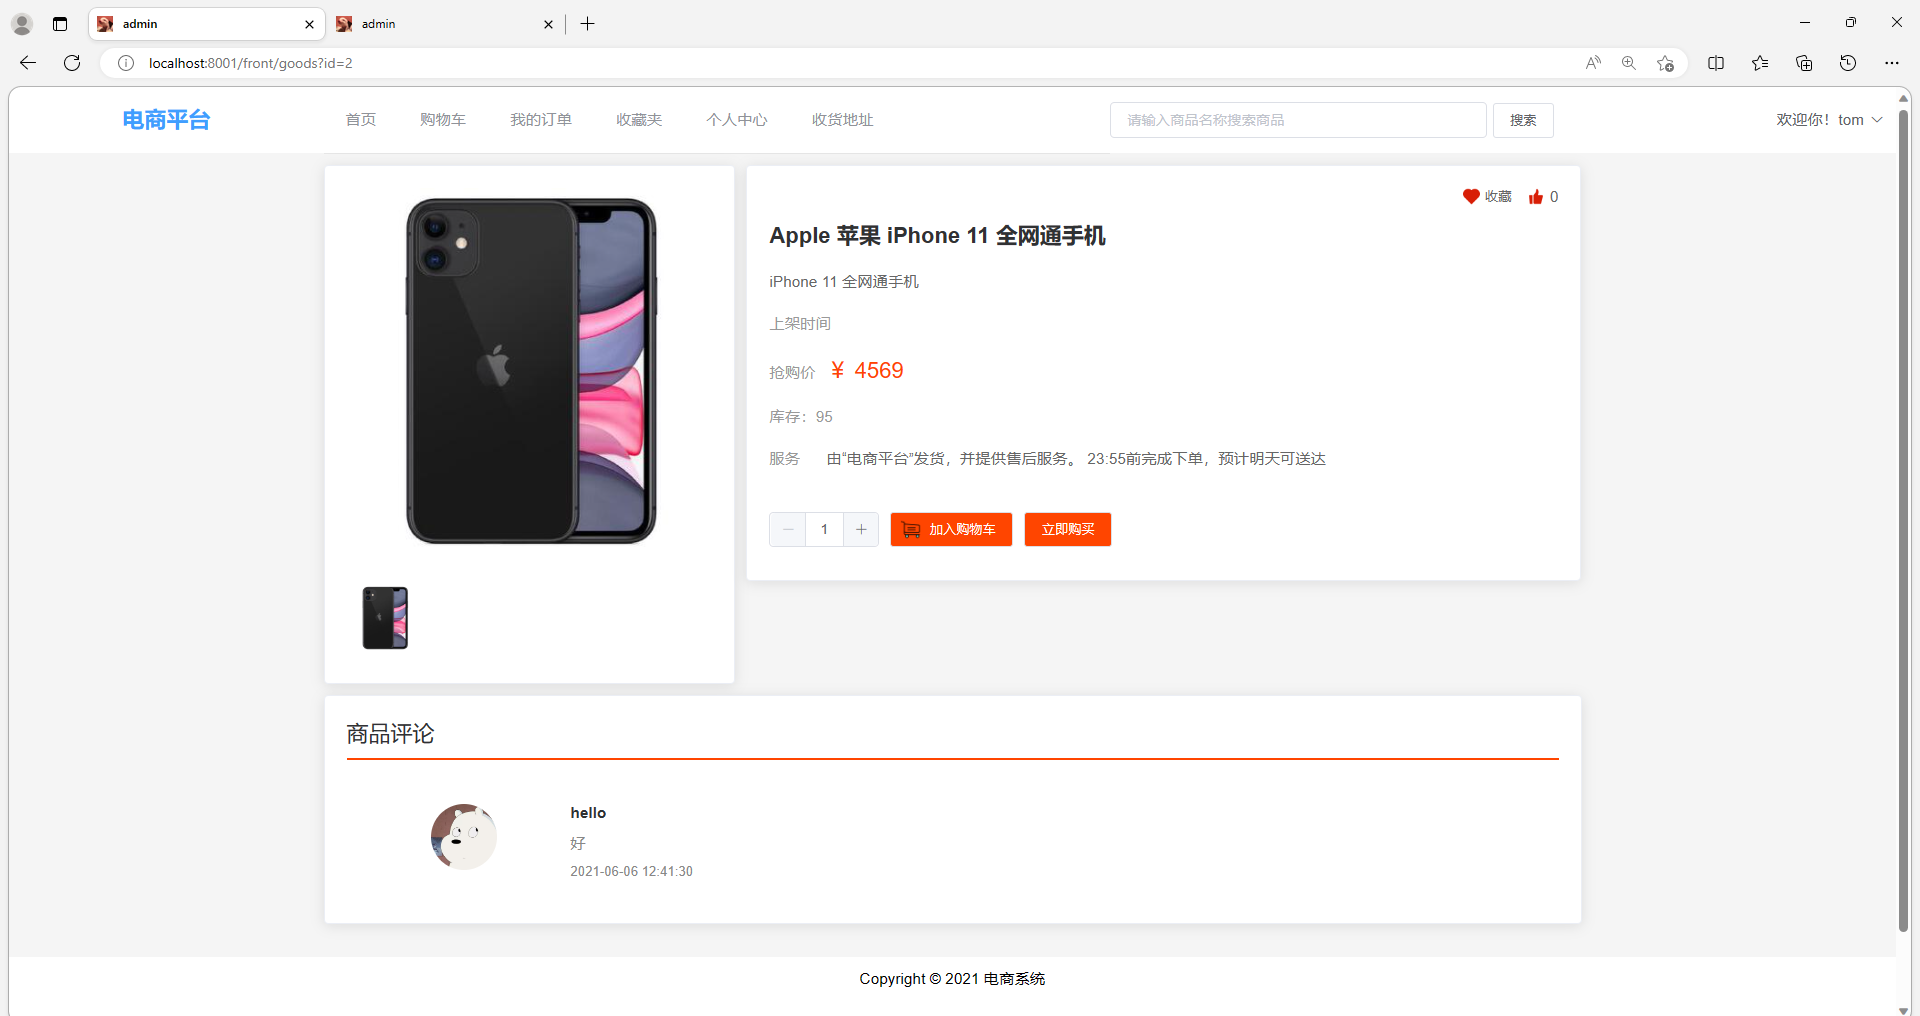 admin
admin
localhost:8001/front/goods?id=2
电商平台 首页 购物车 我的订单 收藏夹 个人中心 收货地址 请输入商品名称搜索商品 搜索 欢迎你！tom
收藏 0
Apple 苹果 iPhone 11 全网通手机
iPhone 11 全网通手机
上架时间
抢购价 ¥ 4569
库存：95
服务 由“电商平台”发货，并提供售后服务。 23:55前完成下单，预计明天可送达
1 加入购物车 立即购买
商品评论
hello
好
2021-06-06 12:41:30
Copyright © 2021 电商系统